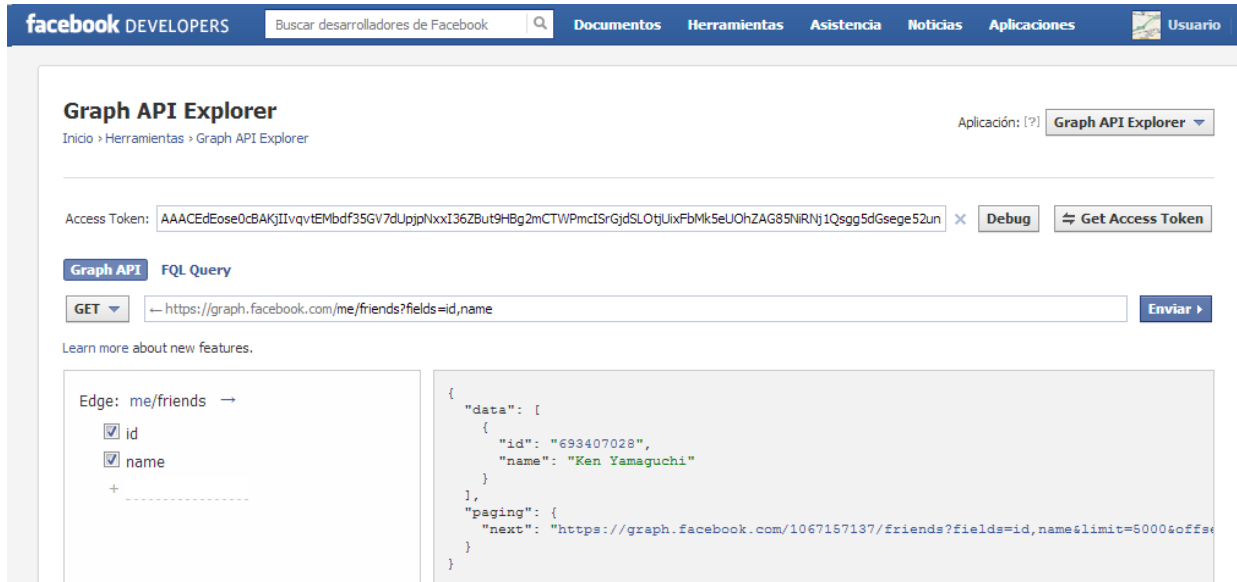 facebook DEVELOPERS Buscar desarrolladores de Facebook Documentos Herramientas Asistencia Noticias Aplicaciones Usuario
Graph API Explorer
Aplicación: [?] Graph API Explorer
Inicio › Herramientas › Graph API Explorer
Access Token: AAACEdEose0cBAKjIIvqvtEMbdf35GV7dUpjpNxxI36ZBut9HBg2mCTWPmcISrGjdSLOtjUixFbMk5eUOhZAG85NiRNj1Qsgg5dGsege52un × Debug Get Access Token
Graph API FQL Query
GET ← https://graph.facebook.com/me/friends?fields=id,name Enviar
Learn more about new features.
Edge: me/friends →
id
name
+
{
"data": [
{
"id": "693407028",
"name": "Ken Yamaguchi"
}
],
"paging": {
"next": "https://graph.facebook.com/1067157137/friends?fields=id,name&limit=5000&offse
}
}